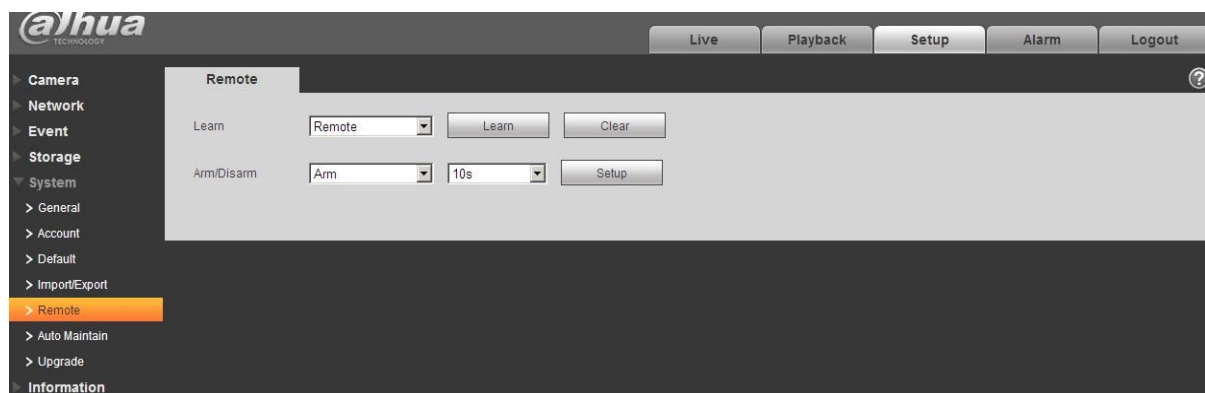 alhua
TECHNOLOGY
Live Playback Setup Alarm Logout
Camera
Network
Event
Storage
System
> General
> Account
> Default
> Import/Export
> Remote
> Auto Maintain
> Upgrade
Information
Remote
?
Learn Remote Learn Clear
Arm/Disarm Arm 10s Setup